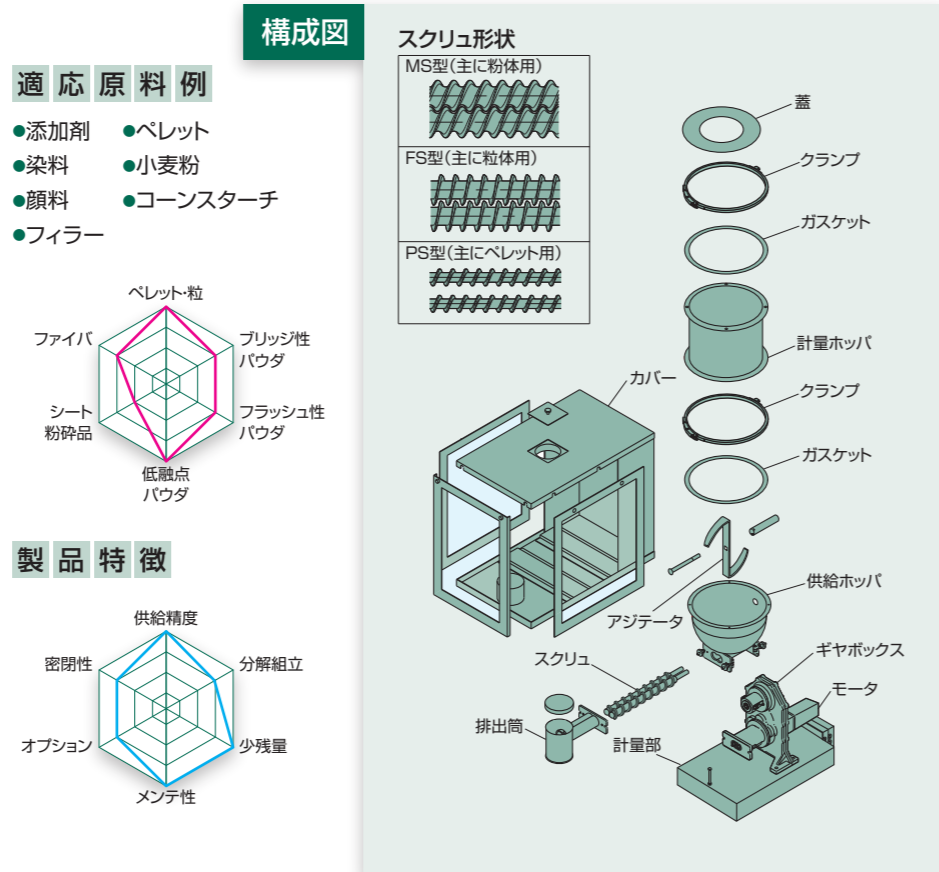 構成図
適応原料例
●添加剤 ●ペレット
●染料 ●小麦粉
●顔料 ●コーンスターチ
●フィラー
ペレット・粒
ブリッジ性
パウダ
フラッシュ性
パウダ
低融点
パウダ
シート
粉砕品
ファイバ
製品特徴
供給精度
分解組立
少残量
メンテ性
オプション
密閉性
スクリュ形状
MS型(主に粉体用)
FS型(主に粒体用)
PS型(主にペレット用)
蓋
クランプ
ガスケット
計量ホッパ
クランプ
ガスケット
カバー
アジテータ
供給ホッパ
ギヤボックス
モータ
スクリュ
排出筒
計量部